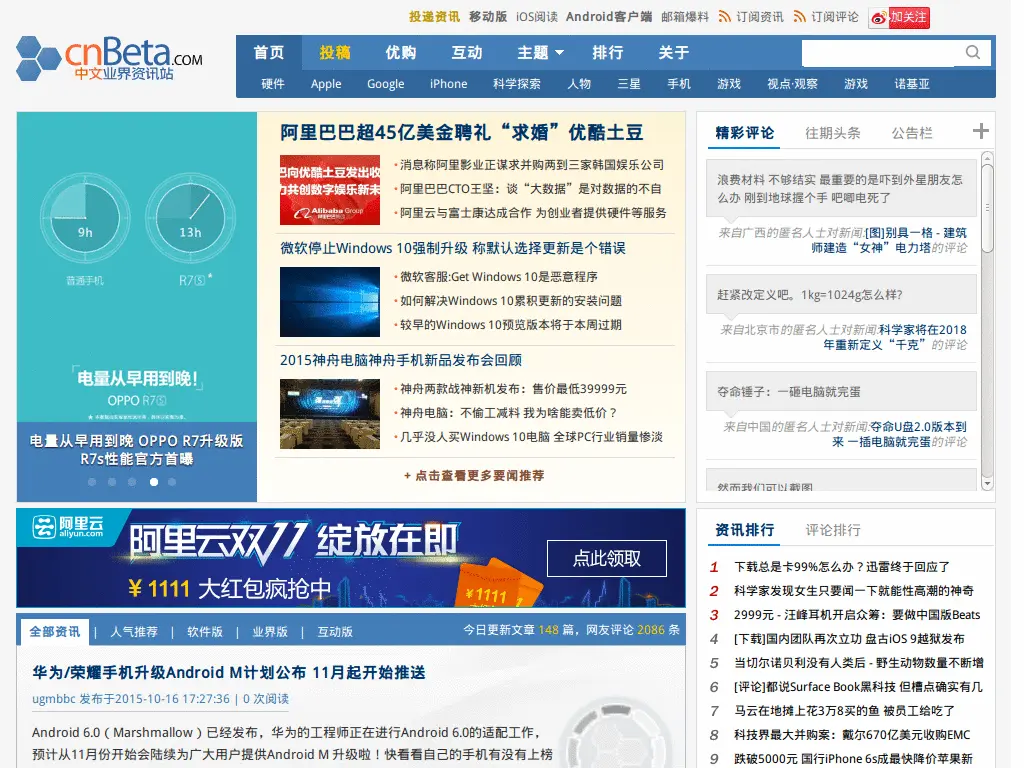 投递资讯 移动版 iOS阅读 Android客户端 邮箱爆料 订阅资讯 订阅评论 加关注
cnBeta.COM
中文业界资讯站
首页 投稿 优购 互动 主题 排行 关于
硬件 Apple Google iPhone 科学探索 人物 三星 手机 游戏 视点·观察 游戏 诺基亚
9h
13h
普通手机
R7S*
电量从早用到晚!
OPPO R7S
电量从早用到晚 OPPO R7升级版
R7s性能官方首曝
阿里巴巴超45亿美金聘礼“求婚”优酷土豆
巴向优酷土豆发出收
力共创数字娱乐新未
Alibaba Group
消息称阿里影业正谋求并购两到三家韩国娱乐公司
阿里巴巴CTO王坚：谈“大数据”是对数据的不自
阿里云与富士康达成合作 为创业者提供硬件等服务
微软停止Windows 10强制升级 称默认选择更新是个错误
微软客服:Get Windows 10是恶意程序
如何解决Windows 10累积更新的安装问题
较早的Windows 10预览版本将于本周过期
2015神舟电脑神舟手机新品发布会回顾
神舟两款战神新机发布：售价最低39999元
神舟电脑：不偷工减料 我为啥能卖低价？
几乎没人买Windows 10电脑 全球PC行业销量惨淡
+ 点击查看更多要闻推荐
精彩评论 往期头条 公告栏
浪费材料 不够结实 最重要的是吓到外星朋友怎
么办 刚到地球握个手 吧唧电死了
来自广西的匿名人士对新闻:[图]别具一格 - 建筑
师建造“女神”电力塔的评论
赶紧改定义吧。1kg=1024g怎么样?
来自北京市的匿名人士对新闻:科学家将在2018
年重新定义“千克”的评论
夺命锤子：一砸电脑就完蛋
来自中国的匿名人士对新闻:夺命U盘2.0版本到
来 一插电脑就完蛋的评论
然而我们可以截图
阿里云
aliyun.com
阿里云双11 绽放在即
¥ 1111 大红包疯抢中
¥1111
点此领取
全部资讯 | 人气推荐 | 软件版 | 业界版 | 互动版
今日更新文章 148 篇，网友评论 2086 条
华为/荣耀手机升级Android M计划公布 11月起开始推送
ugmbbc 发布于2015-10-16 17:27:36 | 0 次阅读
Android 6.0（Marshmallow）已经发布，华为的工程师正在进行Android 6.0的适配工作，
预计从11月份开始会陆续为广大用户提供Android M 升级啦！快看看自己的手机有没有上榜
资讯排行 评论排行
1 下载总是卡99%怎么办？迅雷终于回应了
2 科学家发现女生只要闻一下就能性高潮的神奇
3 2999元 - 汪峰耳机开启众筹：要做中国版Beats
4 [下载]国内团队再次立功 盘古iOS 9越狱发布
5 当切尔诺贝利没有人类后 - 野生动物数量不断增
6 [评论]都说Surface Book黑科技 但槽点确实有几
7 马云在地摊上花3万8买的鱼 被员工给吃了
8 科技界最大并购案：戴尔670亿美元收购EMC
9 跌破5000元 国行iPhone 6s成最快降价苹果新